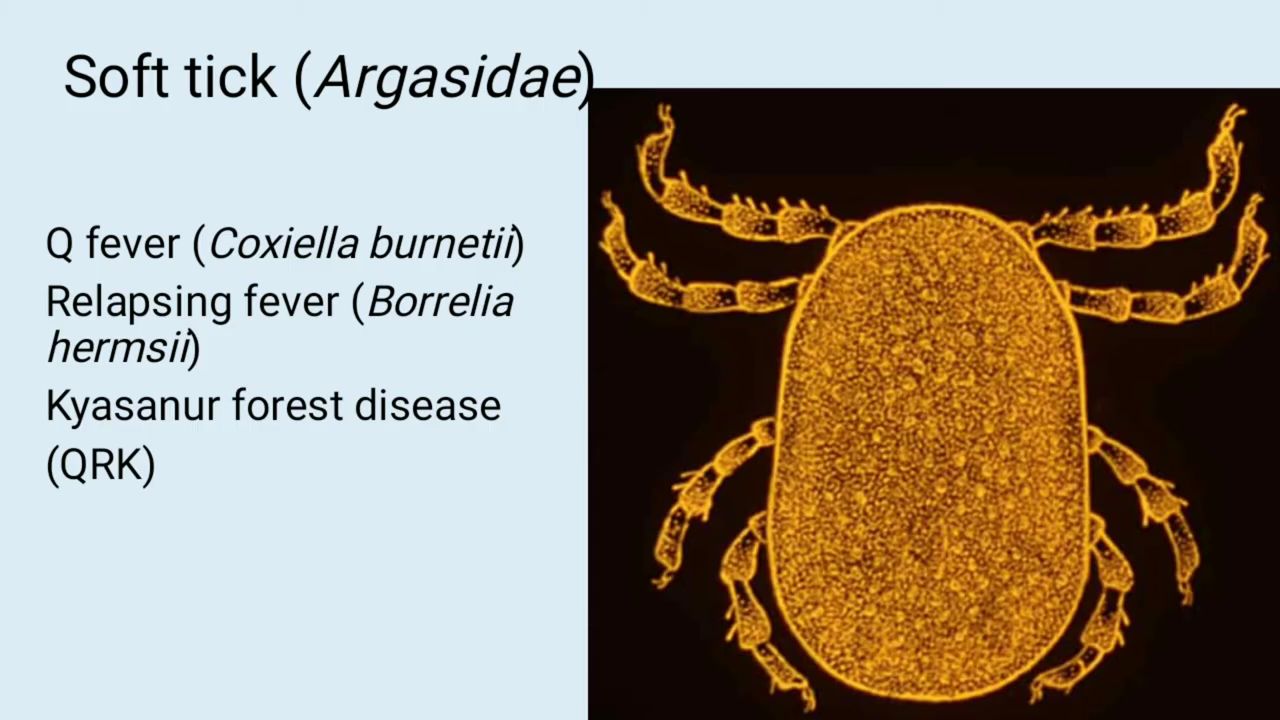 Soft tick (Argasidae)
Q fever (Coxiella burnetii)
Relapsing fever (Borrelia
hermsii)
Kyasanur forest disease
(QRK)